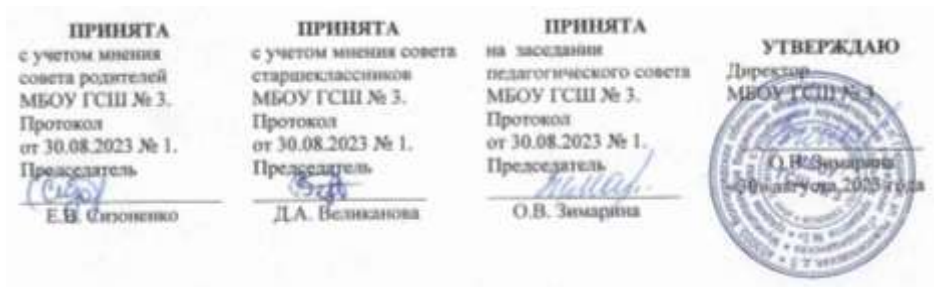 ПРИНЯТА
с учетом мнения
совета родителей
МБОУ ГСШ № 3.
Протокол
от 30.08.2023 № 1.
Председатель
Е.В. Сизоненко
ПРИНЯТА
с учетом мнения совета
старшеклассников
МБОУ ГСШ № 3.
Протокол
от 30.08.2023 № 1.
Председатель
Д.А. Великанова
ПРИНЯТА
на заседании
педагогического совета
МБОУ ГСШ № 3.
Протокол
от 30.08.2023 № 1.
Председатель
О.В. Зимарина
УТВЕРЖДАЮ
Директор
МБОУ ГСШ № 3
О.В. Зимарина
«30» августа 2023 года